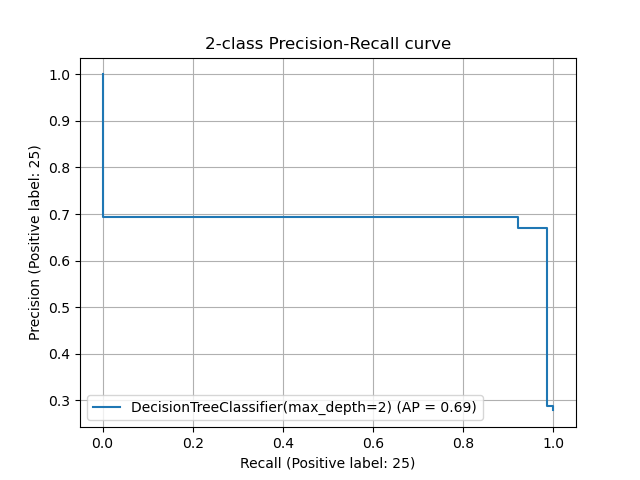 2-class Precision-Recall curve
1.0
0.9
0.8
0.7
0.6
0.5
0.4
0.3
Precision (Positive label: 25)
DecisionTreeClassifier(max_depth=2) (AP = 0.69)
0.0 0.2 0.4 0.6 0.8 1.0
Recall (Positive label: 25)